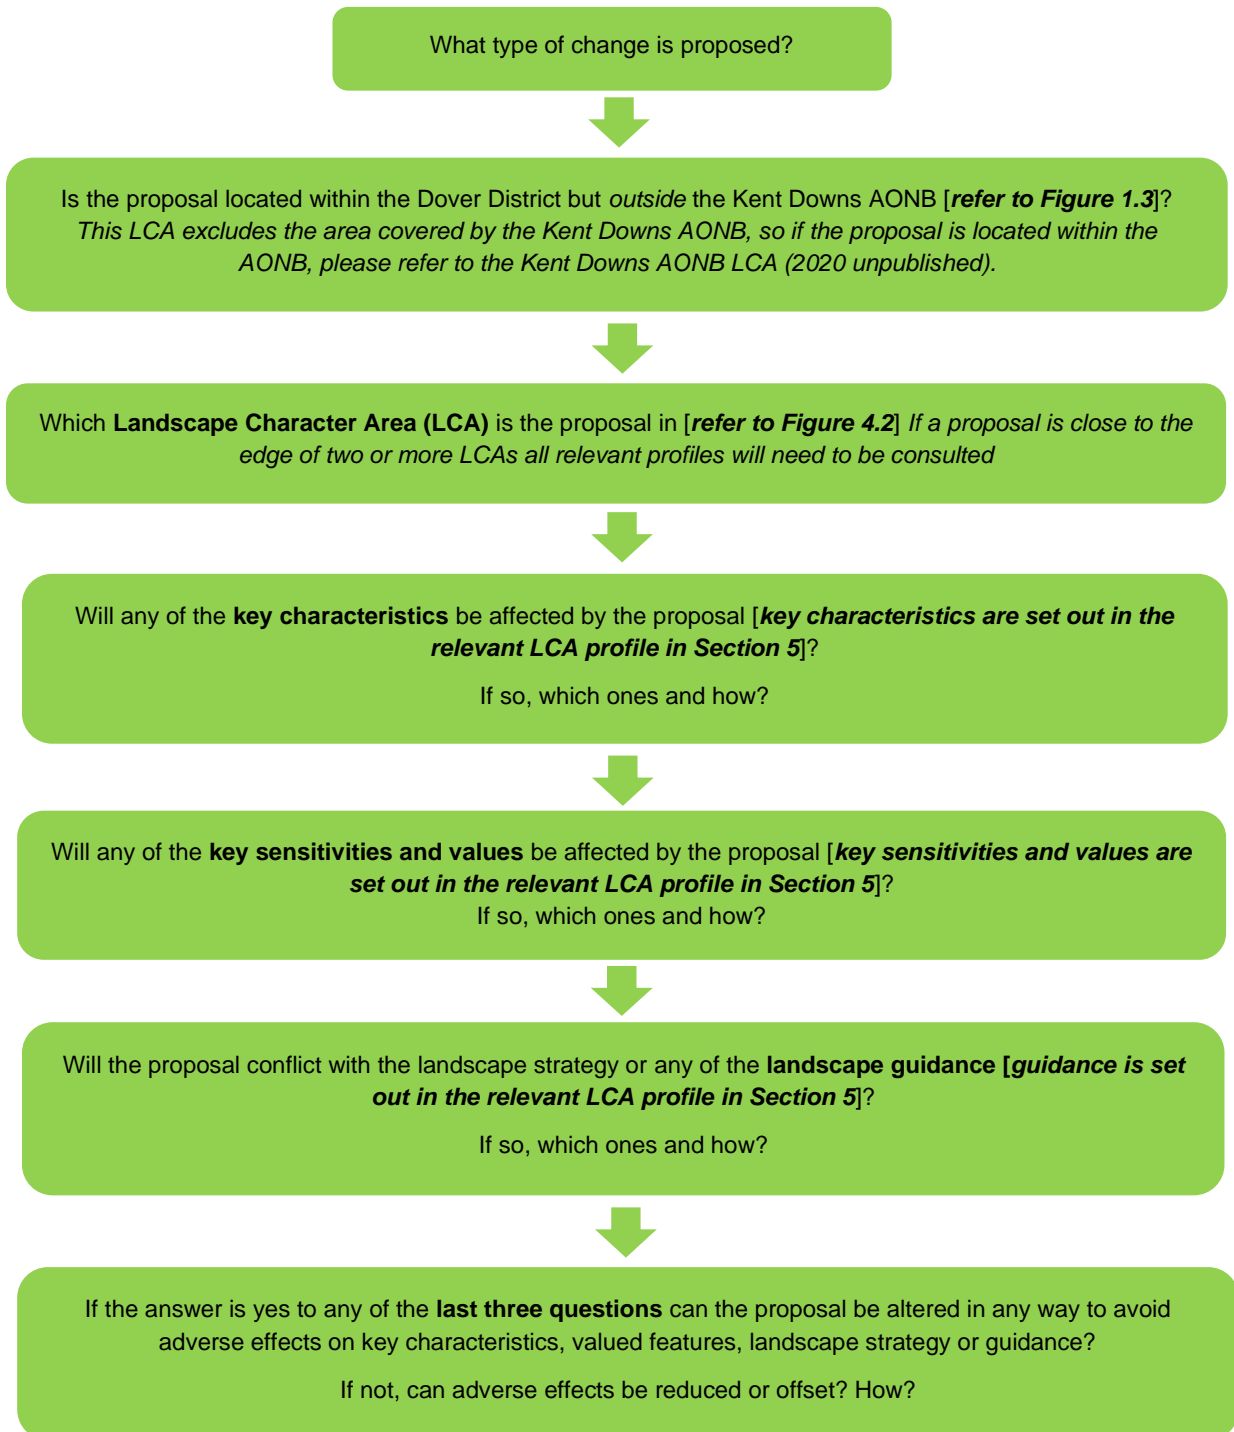 What type of change is proposed?
Is the proposal located within the Dover District but outside the Kent Downs AONB [refer to Figure 1.3]?
This LCA excludes the area covered by the Kent Downs AONB, so if the proposal is located within the
AONB, please refer to the Kent Downs AONB LCA (2020 unpublished).
Which Landscape Character Area (LCA) is the proposal in [refer to Figure 4.2] If a proposal is close to the
edge of two or more LCAs all relevant profiles will need to be consulted
Will any of the key characteristics be affected by the proposal [key characteristics are set out in the
relevant LCA profile in Section 5]?
If so, which ones and how?
Will any of the key sensitivities and values be affected by the proposal [key sensitivities and values are
set out in the relevant LCA profile in Section 5]?
If so, which ones and how?
Will the proposal conflict with the landscape strategy or any of the landscape guidance [guidance is set
out in the relevant LCA profile in Section 5]?
If so, which ones and how?
If the answer is yes to any of the last three questions can the proposal be altered in any way to avoid
adverse effects on key characteristics, valued features, landscape strategy or guidance?
If not, can adverse effects be reduced or offset? How?